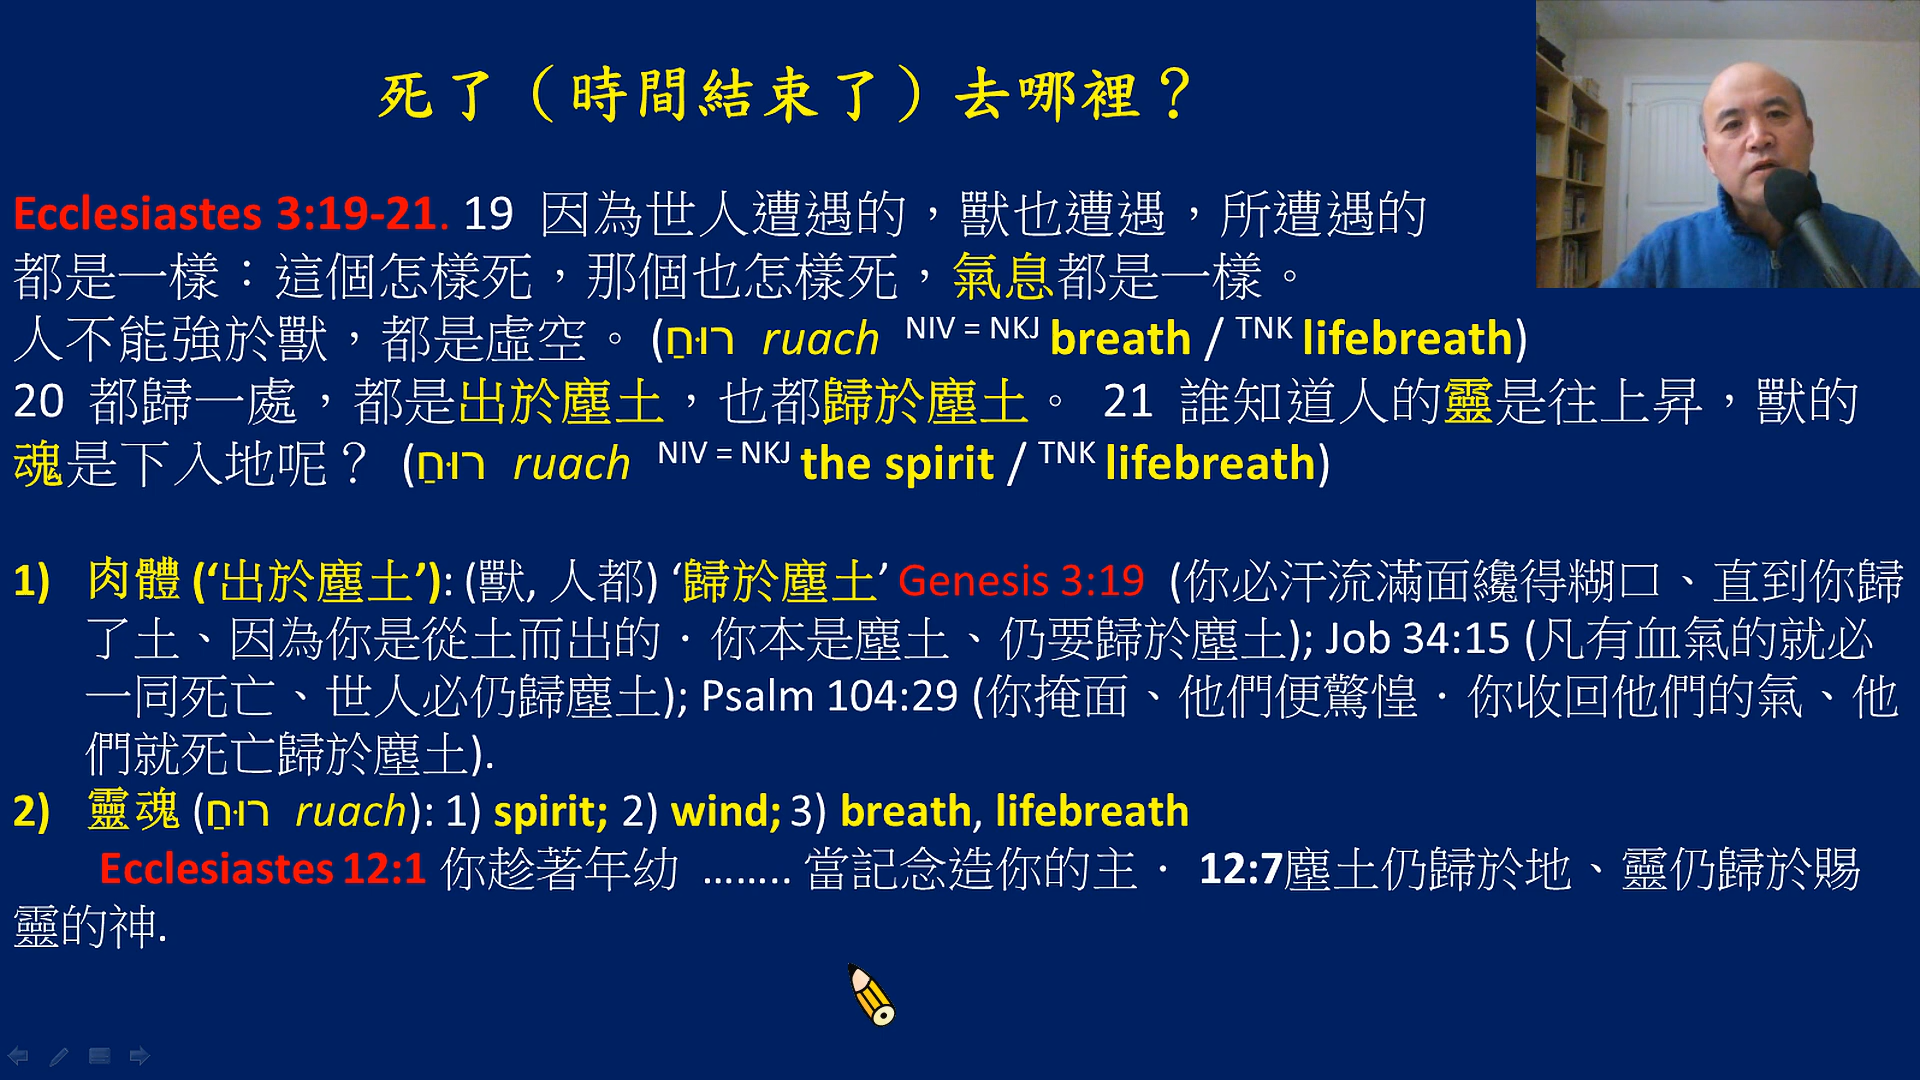 死了（時間結束了）去哪裡？
Ecclesiastes 3:19-21. 19 因為世人遭遇的，獸也遭遇，所遭遇的
都是一樣：這個怎樣死，那個也怎樣死，氣息都是一樣。
人不能強於獸，都是虛空。(רוּחַ ruach NIV = NKJ breath / TNK lifebreath)
20 都歸一處，都是出於塵土，也都歸於塵土。 21 誰知道人的靈是往上昇，獸的
魂是下入地呢？ (רוּחַ ruach NIV = NKJ the spirit / TNK lifebreath)
1) 肉體 (‘出於塵土’): (獸, 人都) ‘歸於塵土’ Genesis 3:19 (你必汗流滿面纔得糊口、直到你歸
了土、因為你是從土而出的．你本是塵土、仍要歸於塵土); Job 34:15 (凡有血氣的就必
一同死亡、世人必仍歸塵土); Psalm 104:29 (你掩面、他們便驚惶．你收回他們的氣、他
們就死亡歸於塵土).
2) 靈魂 (רוּחַ ruach): 1) spirit; 2) wind; 3) breath, lifebreath
Ecclesiastes 12:1 你趁著年幼 …….. 當記念造你的主． 12:7塵土仍歸於地、靈仍歸於賜
靈的神.